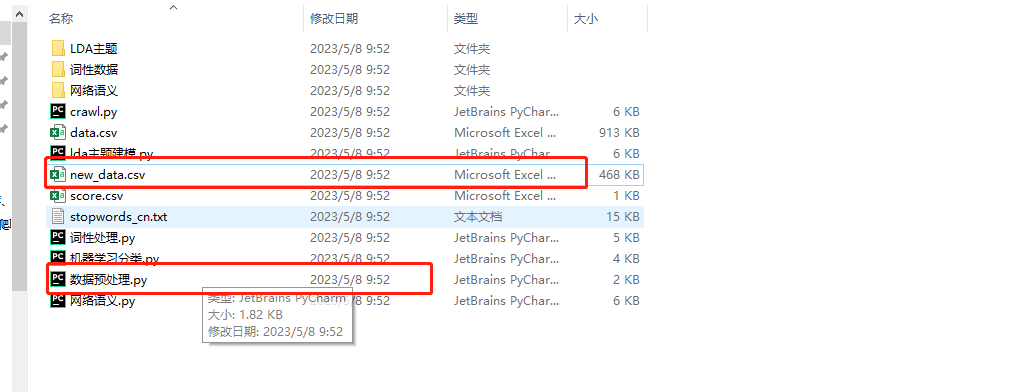 名称 修改日期 类型 大小
LDA主题 2023/5/8 9:52 文件夹
词性数据 2023/5/8 9:52 文件夹
网络语义 2023/5/8 9:52 文件夹
crawl.py 2023/5/8 9:52 JetBrains PyChar... 6 KB
data.csv 2023/5/8 9:52 Microsoft Excel ... 913 KB
lda主题建模.py 2023/5/8 9:52 JetBrains PyChar... 6 KB
new_data.csv 2023/5/8 9:52 Microsoft Excel ... 468 KB
score.csv 2023/5/8 9:52 Microsoft Excel ... 1 KB
stopwords_cn.txt 2023/5/8 9:52 文本文档 15 KB
词性处理.py 2023/5/8 9:52 JetBrains PyChar... 5 KB
机器学习分类.py 2023/5/8 9:52 JetBrains PyChar... 4 KB
数据预处理.py 2023/5/8 9:52 JetBrains PyChar... 2 KB
网络语义.py 2023/5/8 9:52 JetBrains PyChar... 6 KB
类型: JetBrains PyCharm
大小: 1.82 KB
修改日期: 2023/5/8 9:52